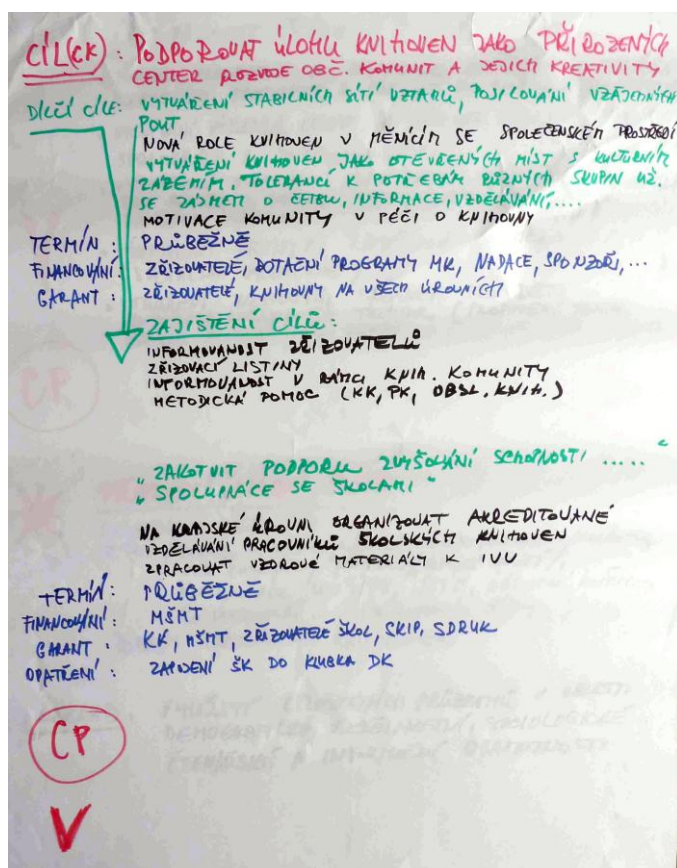 CÍL(CK): PODPOROVAT ÚLOHU KNIHOVEN JAKO PŘIROZENÝCH
CENTER ROZVOJE OBČ. KOMUNIT A JEJICH KREATIVITY
DÍLČÍ CÍLE: VYTVÁŘENÍ STABILNÍCH SÍTÍ VZTAHŮ, POSILOVÁNÍ VZÁJEMNÝCH
POUT
NOVÁ ROLE KNIHOVEN V MĚNÍCÍM SE SPOLEČENSKÉM PROSTŘEDÍ
VYTVÁŘENÍ KNIHOVEN JAKO OTEVŘENÝCH MÍST S KULTURNÍM
ZÁZEMÍM, TOLERANCÍ K POTŘEBÁM RŮZNÝCH SKUPIN UŽ.
SE ZÁJMEM O ČETBU, INFORMACE, VZDĚLÁVÁNÍ,....
MOTIVACE KOMUNITY V PÉČI O KNIHOVNY
TERMÍN: PRŮBĚŽNĚ
FINANCOVÁNÍ: ZŘIZOVATELÉ, DOTAČNÍ PROGRAMY MK, NADACE, SPONZOŘI,...
GARANT: ZŘIZOVATELÉ, KNIHOVNY NA VŠECH ÚROVNÍCH
ZAJIŠTĚNÍ CÍLŮ:
INFORMOVANOST ZŘIZOVATELŮ
ZŘIZOVACÍ LISTINY
INFORMOVANOST V RÁMCI KNIH. KOMUNITY
METODICKÁ POMOC (KK, PK, OBSL. KNIH.)
"ZAKOTVIT PODPORU ZVYŠOVÁNÍ SCHOPNOSTI ....."
"SPOLUPRÁCE SE ŠKOLAMI"
NA KRAJSKÉ ÚROVNI ORGANIZOVAT AKREDITOVANÉ
VZDĚLÁVÁNÍ PRACOVNÍKŮ ŠKOLSKÝCH KNIHOVEN
ZPRACOVAT VZOROVÉ MATERIÁLY K IVU
TERMÍN: PRŮBĚŽNĚ
FINANCOVÁNÍ: MŠMT
GARANT: KK, MŠMT, ZŘIZOVATELÉ ŠKOL, SKIP, SDRUK
OPATŘENÍ: ZAPOJENÍ ŠK DO KLUBKA DK
CP
V